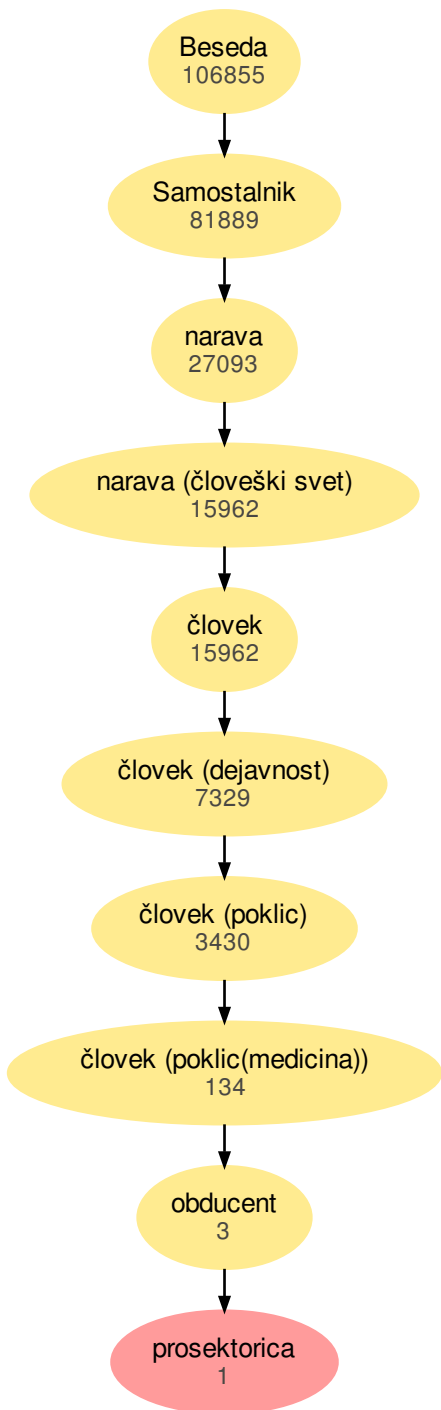 Beseda
106855
Samostalnik
81889
narava
27093
narava (človeški svet)
15962
človek
15962
človek (dejavnost)
7329
človek (poklic)
3430
človek (poklic(medicina))
134
obducent
3
prosektorica
1